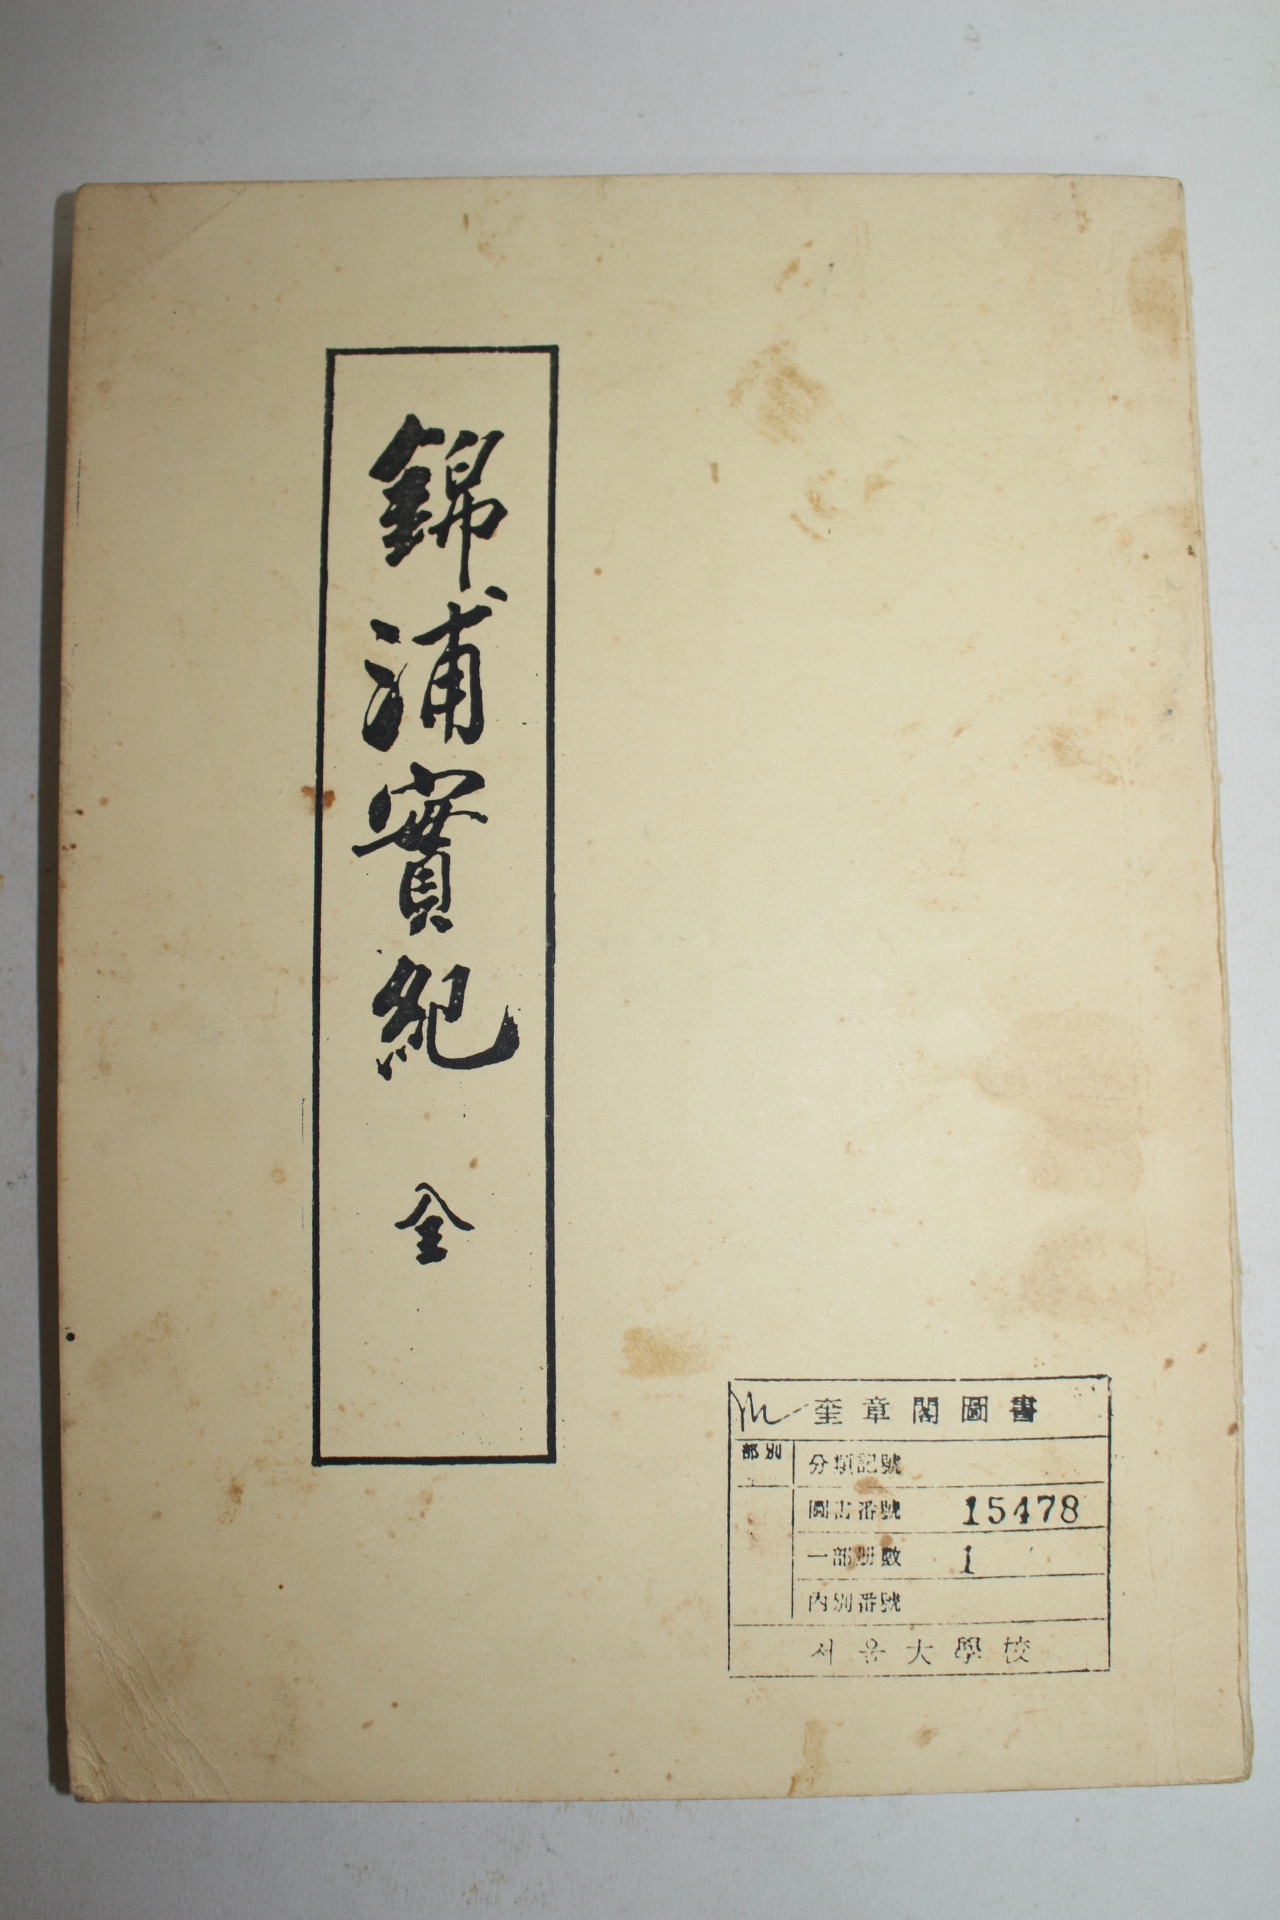 錦浦實紀 全
奎章閣圖書
部別
分類記號
圖書番號 15478
一部冊數 1
內別番號
서울大學校